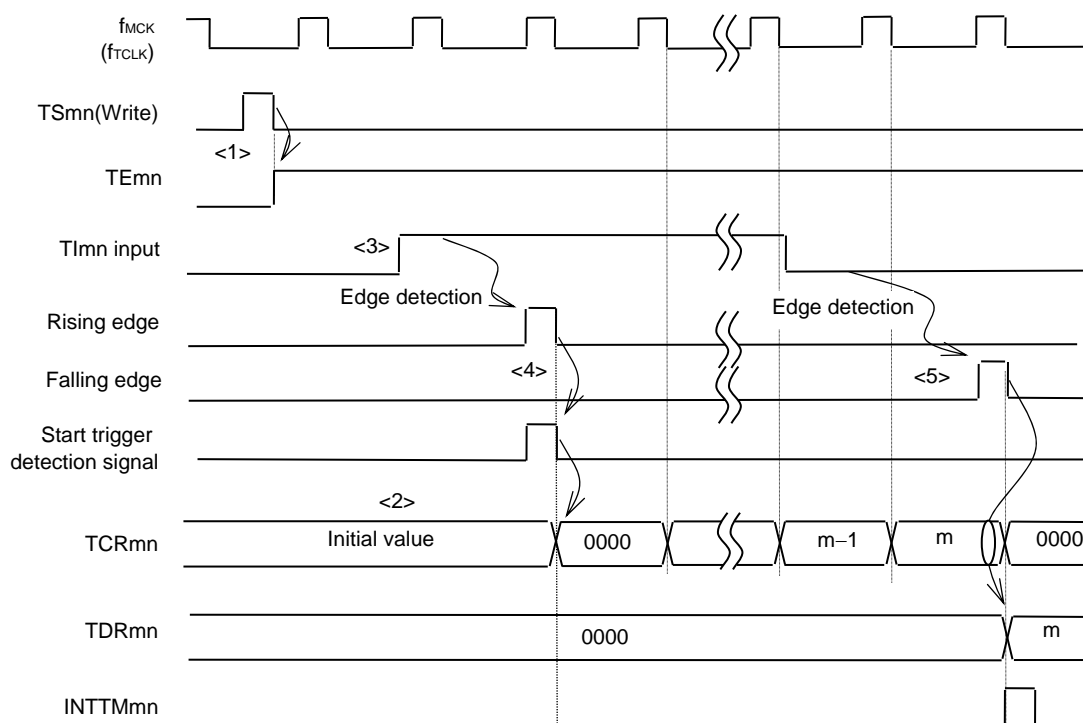 fMCK
(fTCLK)
TSmn(Write)
<1>
TEmn
TImn input
<3>
Edge detection
Edge detection
Rising edge
<4>
<5>
Falling edge
Start trigger
detection signal
<2>
TCRmn
Initial value
0000
m−1
m
0000
TDRmn
0000
m
INTTMmn